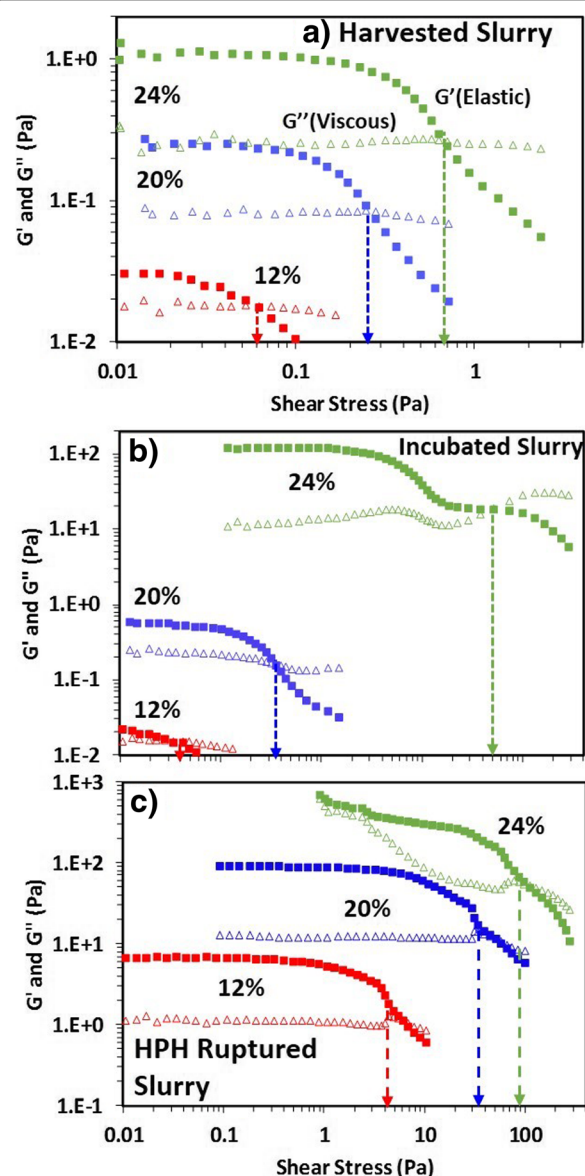 a) Harvested Slurry
1.E+0
1.E-1
1.E-2
G' and G'' (Pa)
24%
20%
12%
G''(Viscous)
G'(Elastic)
0.01
0.1
1
Shear Stress (Pa)
b)
Incubated Slurry
1.E+2
1.E+1
1.E+0
1.E-1
1.E-2
G' and G'' (Pa)
24%
20%
12%
c)
1.E+3
1.E+2
1.E+1
1.E+0
1.E-1
G' and G'' (Pa)
24%
20%
12%
HPH Ruptured
Slurry
0.01
0.1
1
10
100
Shear Stress (Pa)